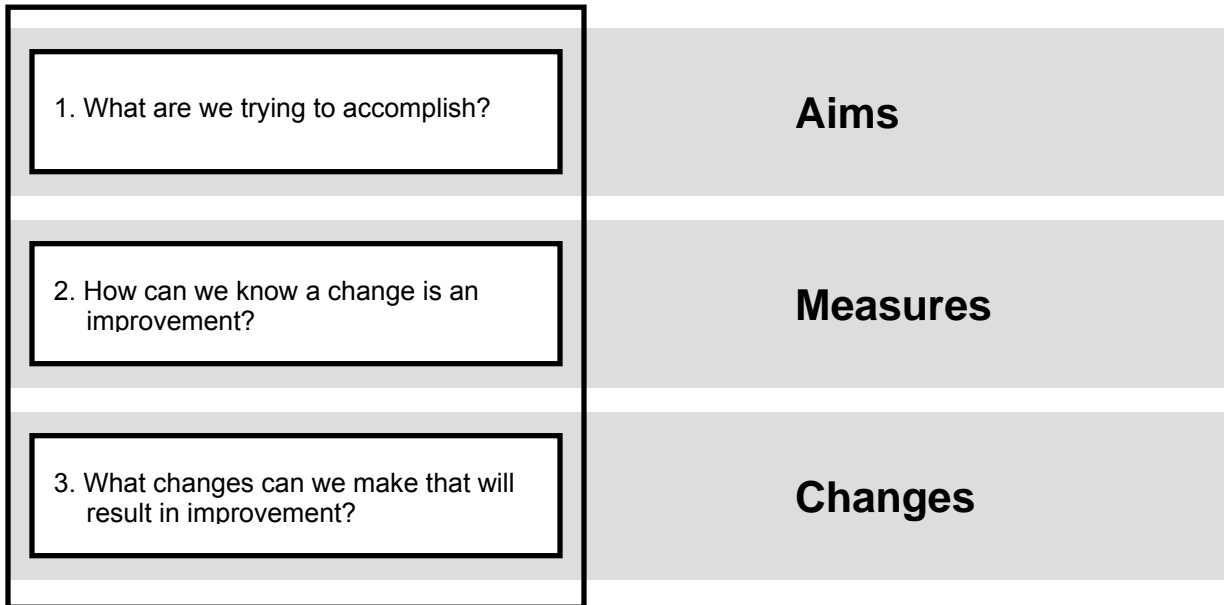 1. What are we trying to accomplish?
Aims
2. How can we know a change is an
improvement?
Measures
3. What changes can we make that will
result in improvement?
Changes